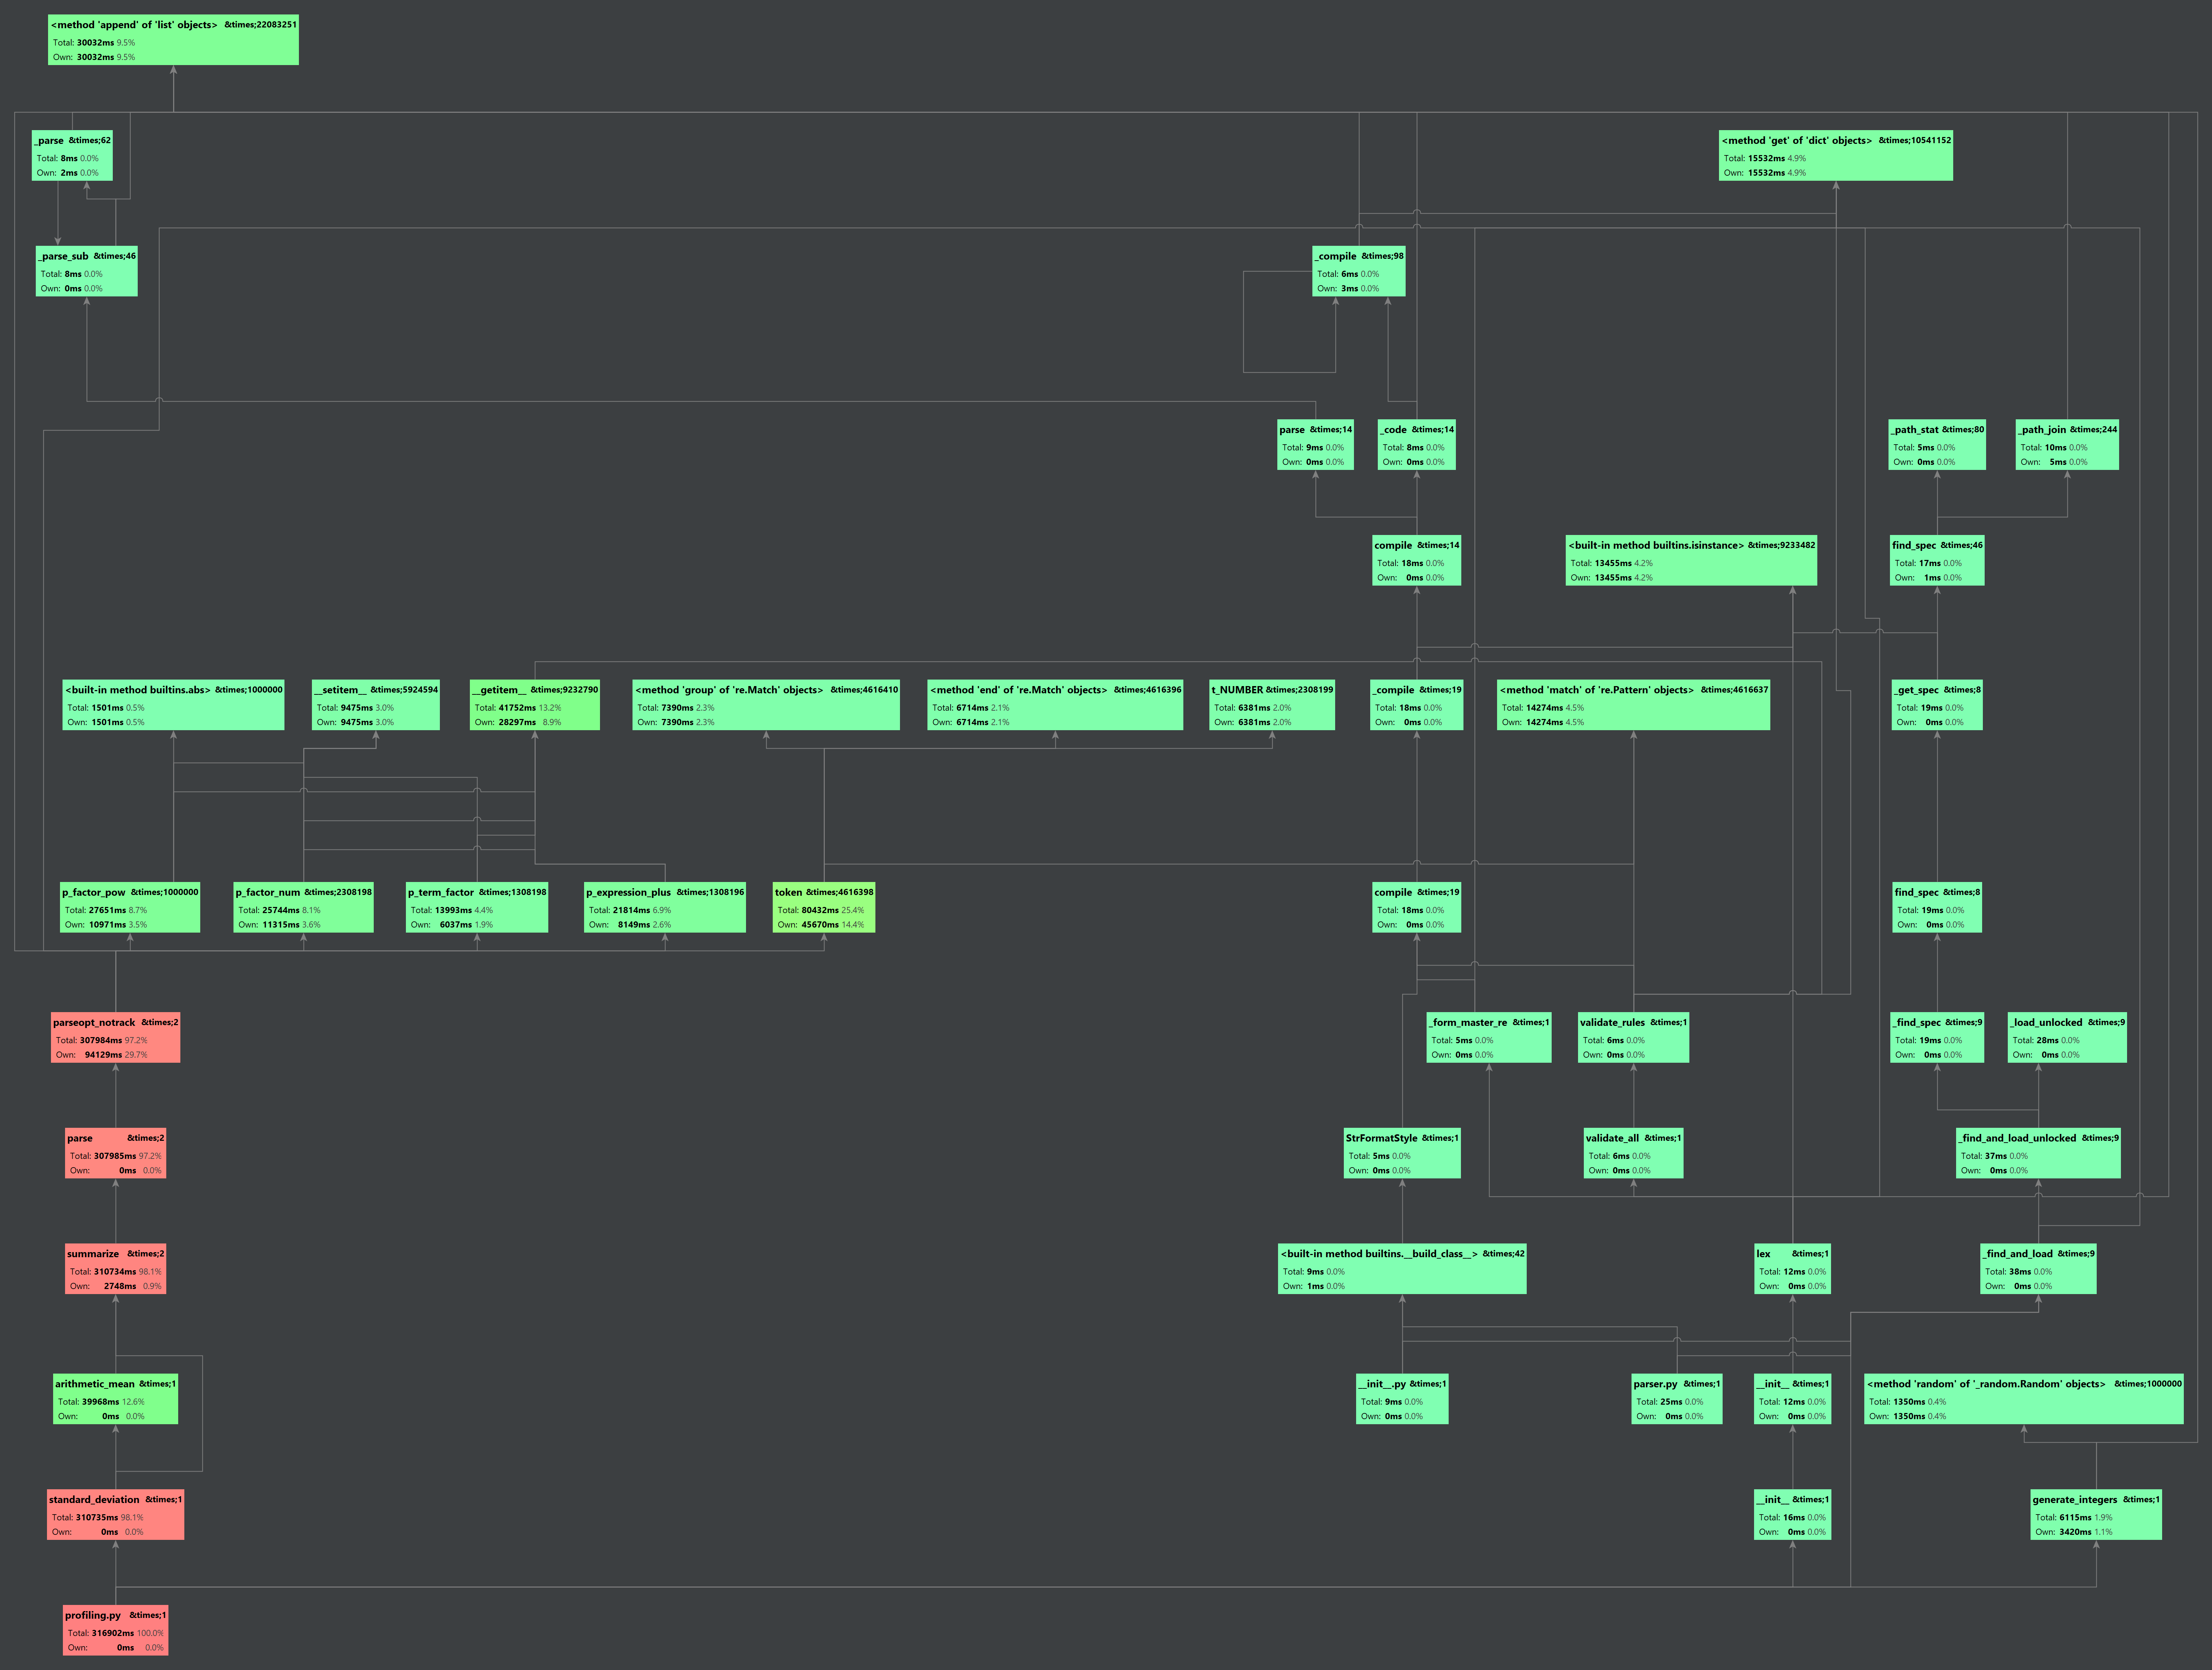 <method 'append' of 'list' objects> &times;22083251
Total: 30032ms 9.5%
Own: 30032ms 9.5%
_parse &times;62
Total: 8ms 0.0%
Own: 2ms 0.0%
<method 'get' of 'dict' objects> &times;10541152
Total: 15532ms 4.9%
Own: 15532ms 4.9%
_parse_sub &times;46
Total: 8ms 0.0%
Own: 0ms 0.0%
_compile &times;98
Total: 6ms 0.0%
Own: 3ms 0.0%
parse &times;14
Total: 9ms 0.0%
Own: 0ms 0.0%
_code &times;14
Total: 8ms 0.0%
Own: 0ms 0.0%
_path_stat &times;80
Total: 5ms 0.0%
Own: 0ms 0.0%
_path_join &times;244
Total: 10ms 0.0%
Own: 5ms 0.0%
compile &times;14
Total: 18ms 0.0%
Own: 0ms 0.0%
<built-in method builtins.isinstance> &times;9233482
Total: 13455ms 4.2%
Own: 13455ms 4.2%
find_spec &times;46
Total: 17ms 0.0%
Own: 1ms 0.0%
<built-in method builtins.abs> &times;1000000
Total: 1501ms 0.5%
Own: 1501ms 0.5%
__setitem__ &times;5924594
Total: 9475ms 3.0%
Own: 9475ms 3.0%
__getitem__ &times;9232790
Total: 41752ms 13.2%
Own: 28297ms 8.9%
<method 'group' of 're.Match' objects> &times;4616410
Total: 7390ms 2.3%
Own: 7390ms 2.3%
<method 'end' of 're.Match' objects> &times;4616396
Total: 6714ms 2.1%
Own: 6714ms 2.1%
t_NUMBER &times;2308199
Total: 6381ms 2.0%
Own: 6381ms 2.0%
_compile &times;19
Total: 18ms 0.0%
Own: 0ms 0.0%
<method 'match' of 're.Pattern' objects> &times;4616637
Total: 14274ms 4.5%
Own: 14274ms 4.5%
_get_spec &times;8
Total: 19ms 0.0%
Own: 0ms 0.0%
p_factor_pow &times;1000000
Total: 27651ms 8.7%
Own: 10971ms 3.5%
p_factor_num &times;2308198
Total: 25744ms 8.1%
Own: 11315ms 3.6%
p_term_factor &times;1308198
Total: 13993ms 4.4%
Own: 6037ms 1.9%
p_expression_plus &times;1308196
Total: 21814ms 6.9%
Own: 8149ms 2.6%
token &times;4616398
Total: 80432ms 25.4%
Own: 45670ms 14.4%
compile &times;19
Total: 18ms 0.0%
Own: 0ms 0.0%
find_spec &times;8
Total: 19ms 0.0%
Own: 0ms 0.0%
parseopt_notrack &times;2
Total: 307984ms 97.2%
Own: 94129ms 29.7%
_form_master_re &times;1
Total: 5ms 0.0%
Own: 0ms 0.0%
validate_rules &times;1
Total: 6ms 0.0%
Own: 0ms 0.0%
_find_spec &times;9
Total: 19ms 0.0%
Own: 0ms 0.0%
_load_unlocked &times;9
Total: 28ms 0.0%
Own: 0ms 0.0%
parse &times;2
Total: 307985ms 97.2%
Own: 0ms 0.0%
StrFormatStyle &times;1
Total: 5ms 0.0%
Own: 0ms 0.0%
validate_all &times;1
Total: 6ms 0.0%
Own: 0ms 0.0%
_find_and_load_unlocked &times;9
Total: 37ms 0.0%
Own: 0ms 0.0%
summarize &times;2
Total: 310734ms 98.1%
Own: 2748ms 0.9%
<built-in method builtins.__build_class__> &times;42
Total: 9ms 0.0%
Own: 1ms 0.0%
lex &times;1
Total: 12ms 0.0%
Own: 0ms 0.0%
_find_and_load &times;9
Total: 38ms 0.0%
Own: 0ms 0.0%
arithmetic_mean &times;1
Total: 39968ms 12.6%
Own: 0ms 0.0%
__init__.py &times;1
Total: 9ms 0.0%
Own: 0ms 0.0%
parser.py &times;1
Total: 25ms 0.0%
Own: 0ms 0.0%
__init__ &times;1
Total: 12ms 0.0%
Own: 0ms 0.0%
<method 'random' of '_random.Random' objects> &times;1000000
Total: 1350ms 0.4%
Own: 1350ms 0.4%
standard_deviation &times;1
Total: 310735ms 98.1%
Own: 0ms 0.0%
__init__ &times;1
Total: 16ms 0.0%
Own: 0ms 0.0%
generate_integers &times;1
Total: 6115ms 1.9%
Own: 3420ms 1.1%
profiling.py &times;1
Total: 316902ms 100.0%
Own: 0ms 0.0%